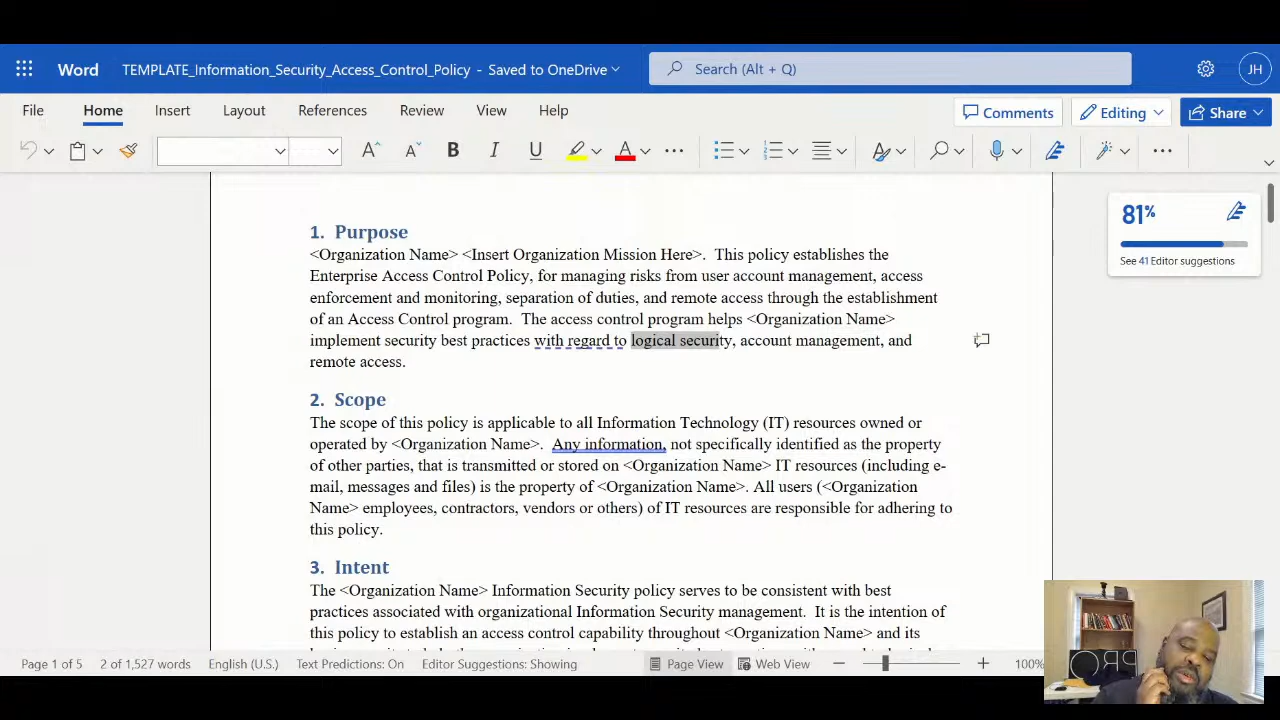 Word TEMPLATE_Information_Security_Access_Control_Policy - Saved to OneDrive Search (Alt + Q) JH
File Home Insert Layout References Review View Help Comments Editing Share
B I U A
81%
See 41 Editor suggestions
1. Purpose
<Organization Name> <Insert Organization Mission Here>. This policy establishes the
Enterprise Access Control Policy, for managing risks from user account management, access
enforcement and monitoring, separation of duties, and remote access through the establishment
of an Access Control program. The access control program helps <Organization Name>
implement security best practices with regard to logical security, account management, and
remote access.
2. Scope
The scope of this policy is applicable to all Information Technology (IT) resources owned or
operated by <Organization Name>. Any information, not specifically identified as the property
of other parties, that is transmitted or stored on <Organization Name> IT resources (including e-
mail, messages and files) is the property of <Organization Name>. All users (<Organization
Name> employees, contractors, vendors or others) of IT resources are responsible for adhering to
this policy.
3. Intent
The <Organization Name> Information Security policy serves to be consistent with best
practices associated with organizational Information Security management. It is the intention of
this policy to establish an access control capability throughout <Organization Name> and its
Page 1 of 5 2 of 1,527 words English (U.S.) Text Predictions: On Editor Suggestions: Showing Page View Web View 100%